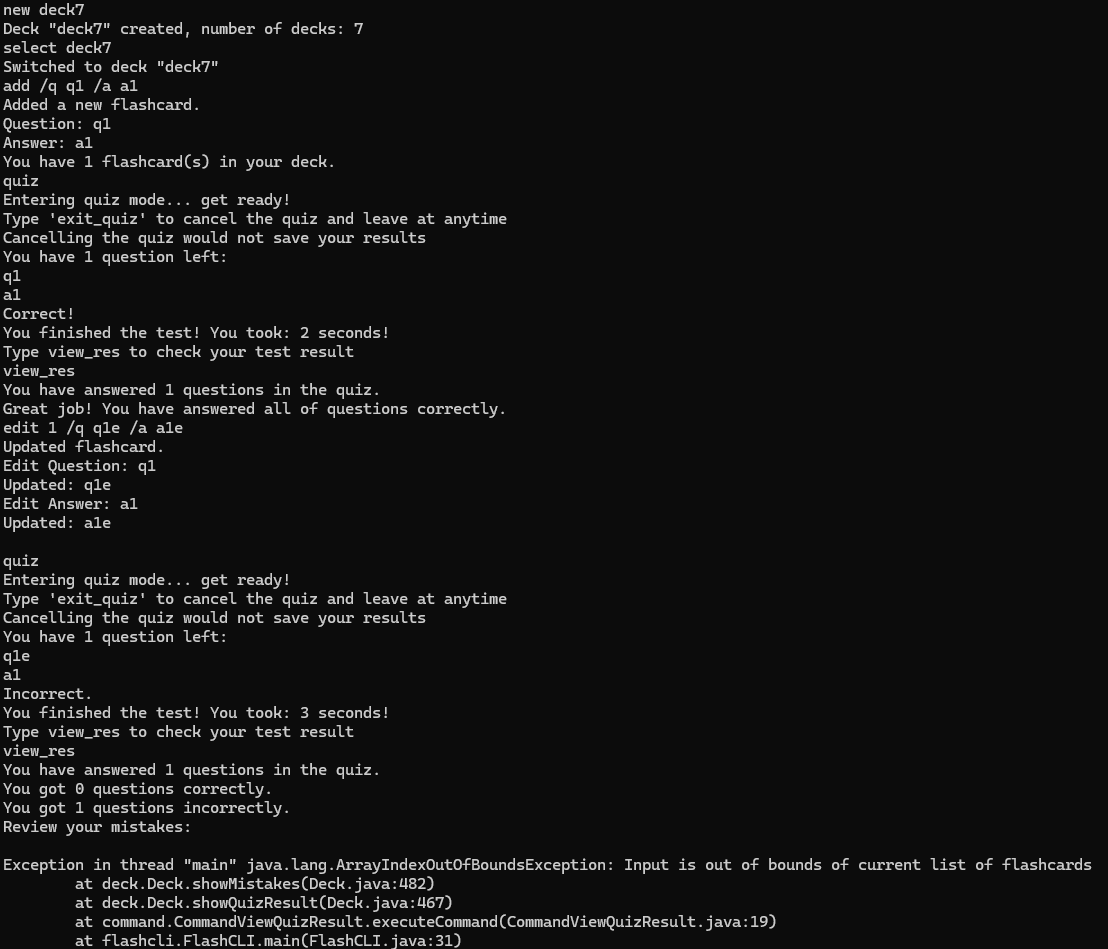 new deck7
Deck "deck7" created, number of decks: 7
select deck7
Switched to deck "deck7"
add /q q1 /a a1
Added a new flashcard.
Question: q1
Answer: a1
You have 1 flashcard(s) in your deck.
quiz
Entering quiz mode... get ready!
Type 'exit_quiz' to cancel the quiz and leave at anytime
Cancelling the quiz would not save your results
You have 1 question left:
q1
a1
Correct!
You finished the test! You took: 2 seconds!
Type view_res to check your test result
view_res
You have answered 1 questions in the quiz.
Great job! You have answered all of questions correctly.
edit 1 /q q1e /a a1e
Updated flashcard.
Edit Question: q1
Updated: q1e
Edit Answer: a1
Updated: a1e

quiz
Entering quiz mode... get ready!
Type 'exit_quiz' to cancel the quiz and leave at anytime
Cancelling the quiz would not save your results
You have 1 question left:
q1e
a1
Incorrect.
You finished the test! You took: 3 seconds!
Type view_res to check your test result
view_res
You have answered 1 questions in the quiz.
You got 0 questions correctly.
You got 1 questions incorrectly.
Review your mistakes:

Exception in thread "main" java.lang.ArrayIndexOutOfBoundsException: Input is out of bounds of current list of flashcards
        at deck.Deck.showMistakes(Deck.java:482)
        at deck.Deck.showQuizResult(Deck.java:467)
        at command.CommandViewQuizResult.executeCommand(CommandViewQuizResult.java:19)
        at flashcli.FlashCLI.main(FlashCLI.java:31)